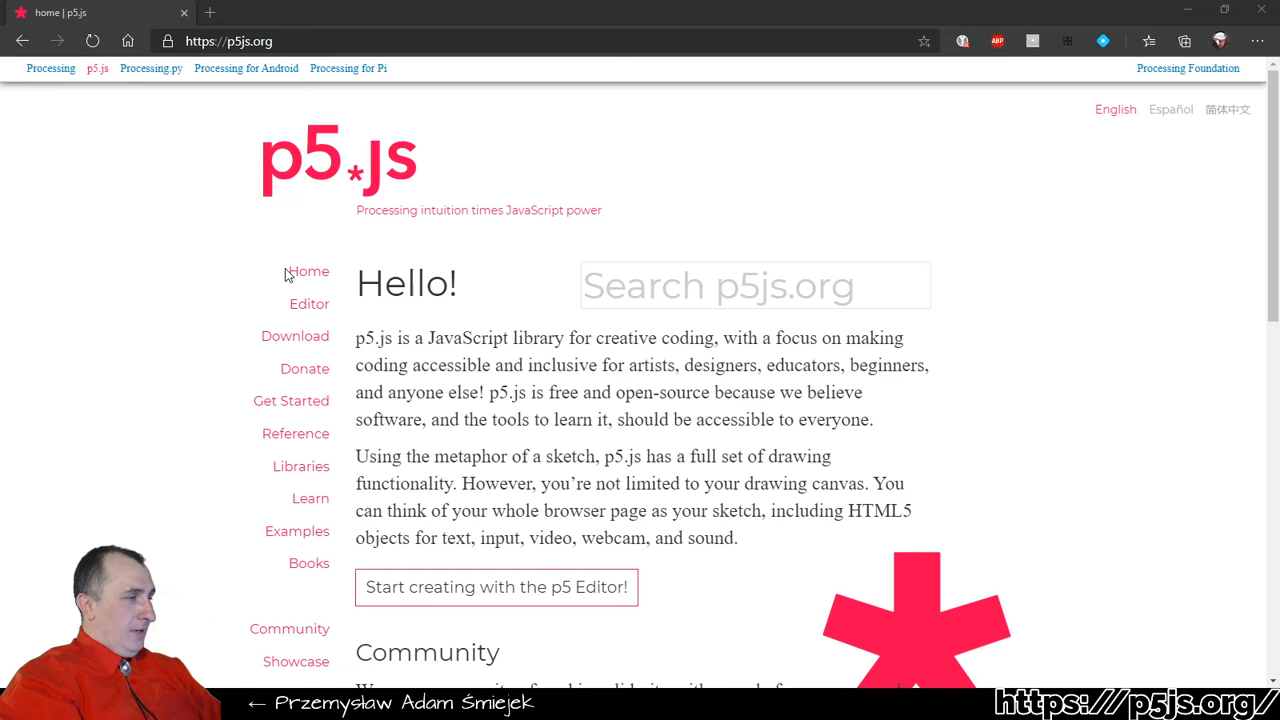 home | p5.js
https://p5js.org
ABP
Processing p5.js Processing.py Processing for Android Processing for Pi Processing Foundation
English Español 简体中文
p5*js
Processing intuition times JavaScript power
Home
Editor
Download
Donate
Get Started
Reference
Libraries
Learn
Examples
Books
Community
Showcase
Hello!
Search p5js.org
p5.js is a JavaScript library for creative coding, with a focus on making
coding accessible and inclusive for artists, designers, educators, beginners,
and anyone else! p5.js is free and open-source because we believe
software, and the tools to learn it, should be accessible to everyone.
Using the metaphor of a sketch, p5.js has a full set of drawing
functionality. However, you’re not limited to your drawing canvas. You
can think of your whole browser page as your sketch, including HTML5
objects for text, input, video, webcam, and sound.
Start creating with the p5 Editor!
Community
← Przemysław Adam Śmiejek
https://p5js.org/